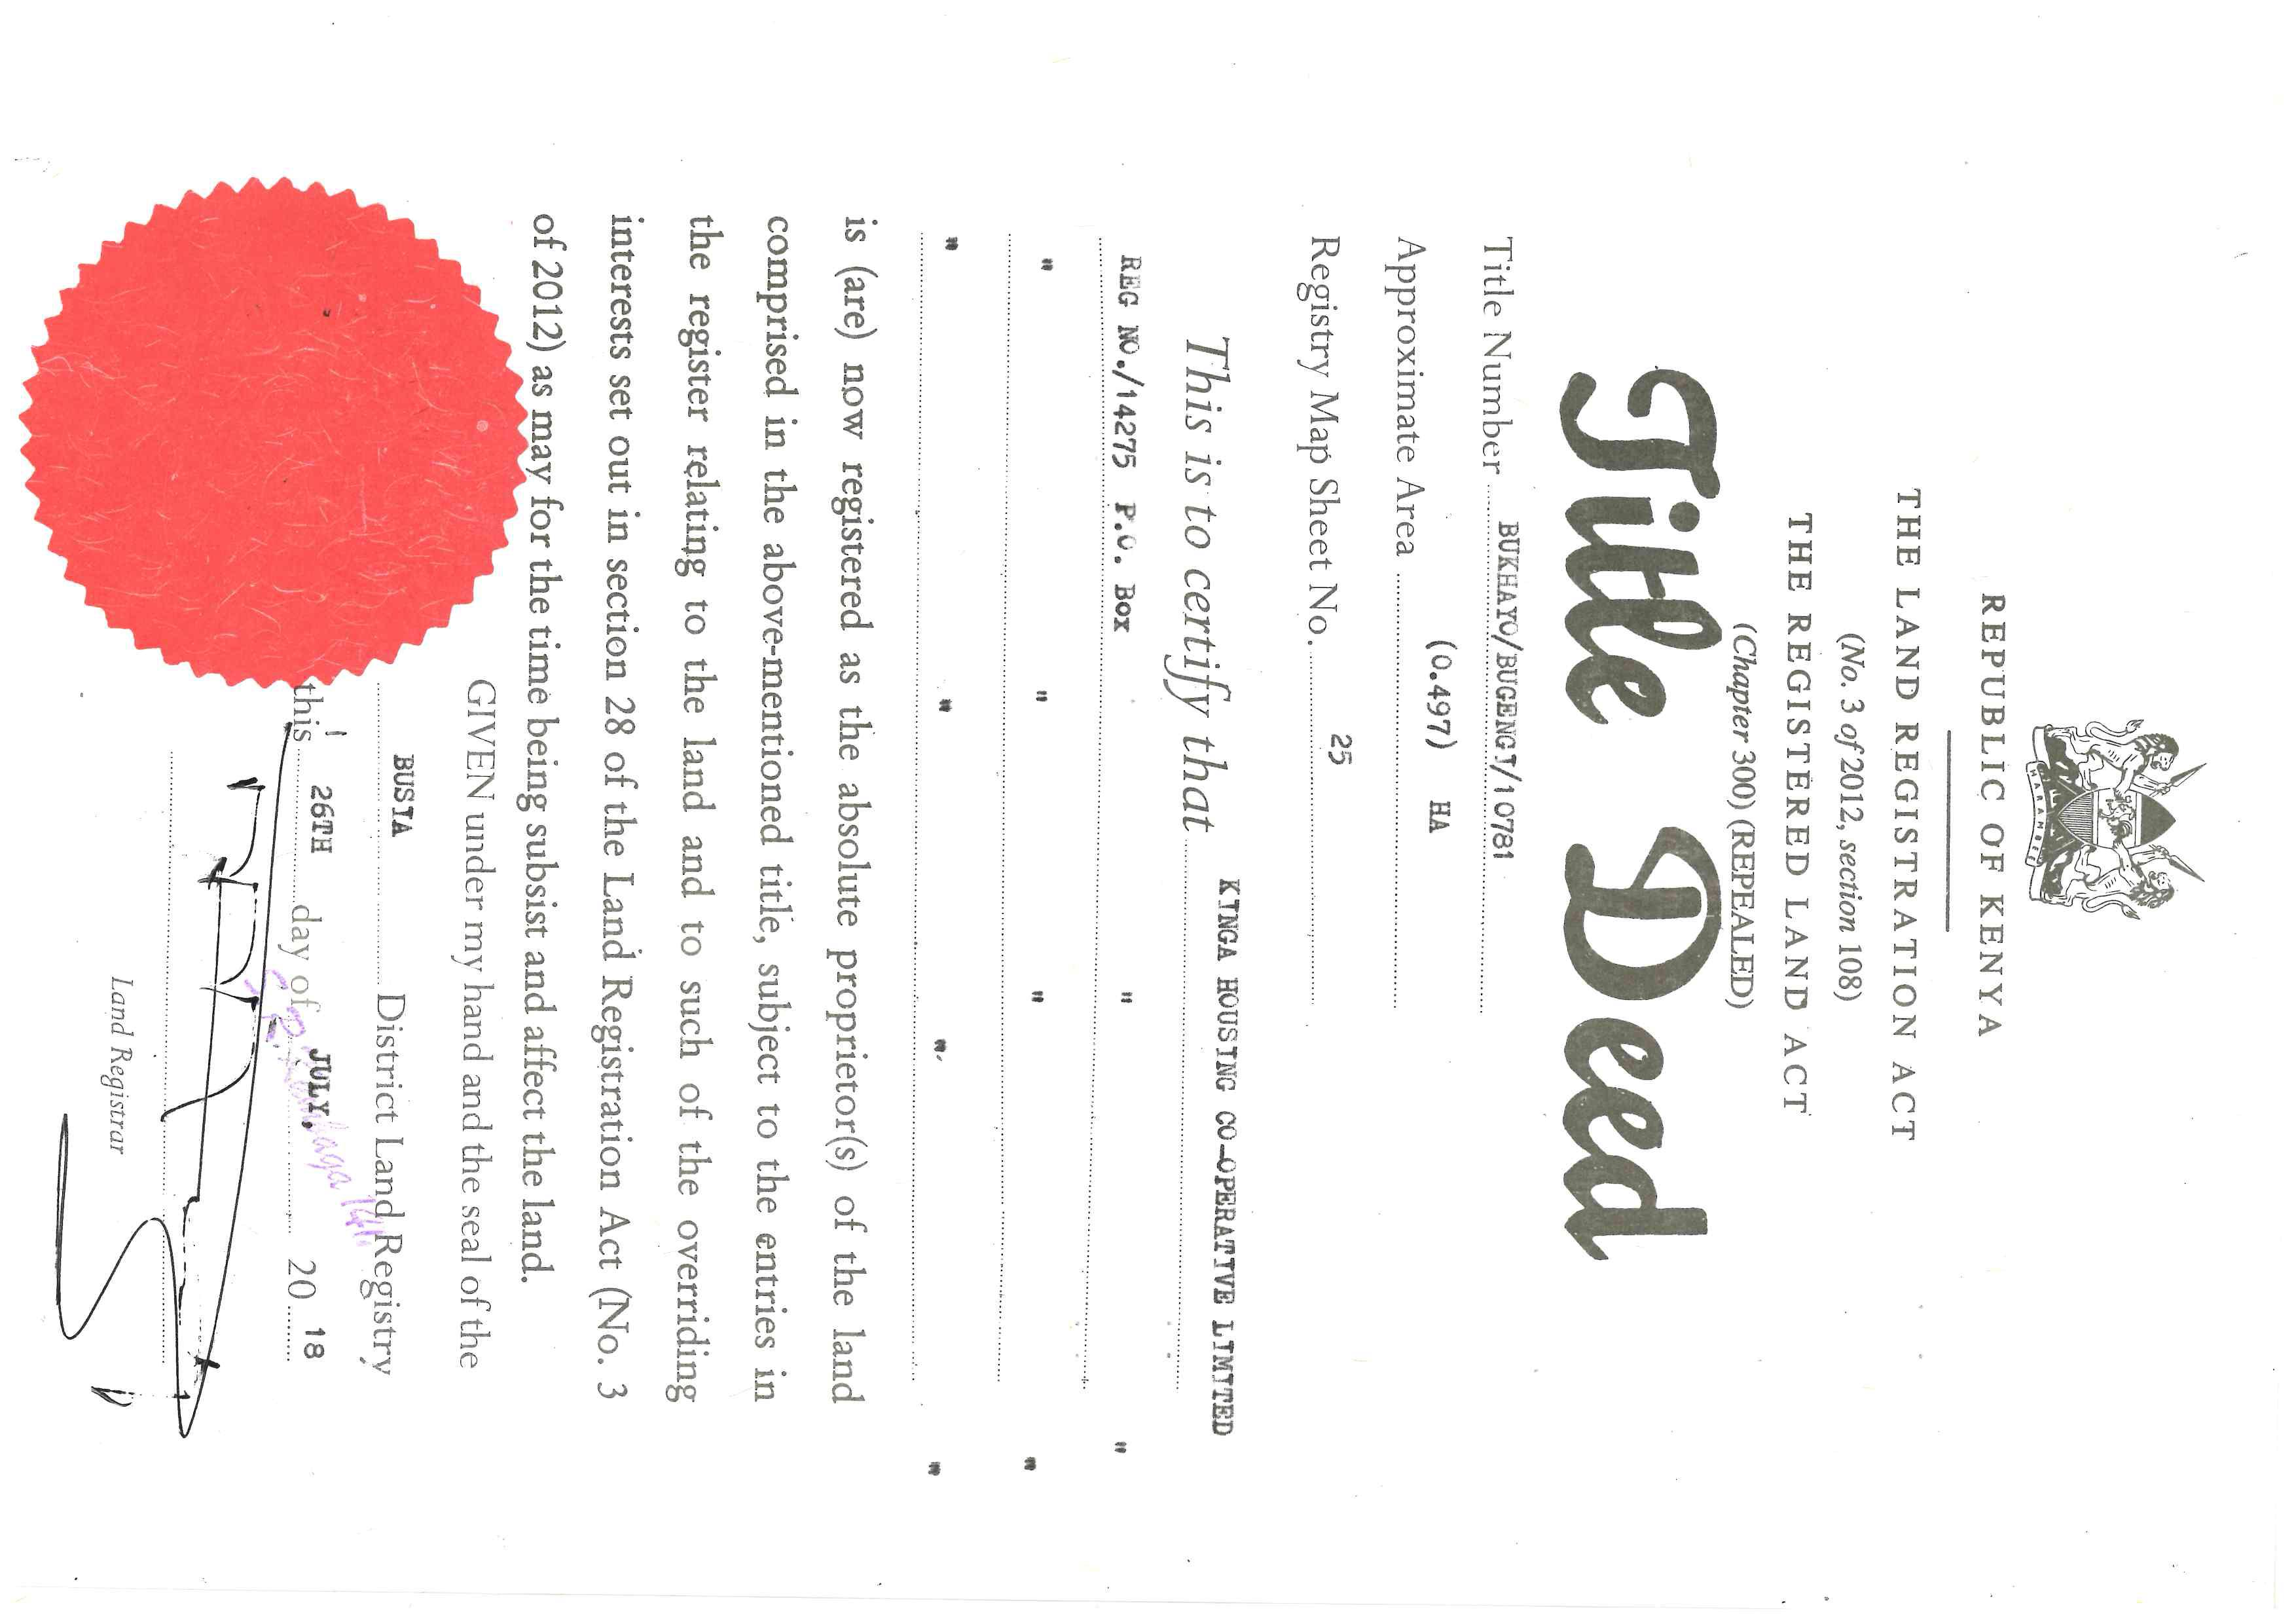 HARAMBEE
REPUBLIC OF KENYA
THE LAND REGISTRATION ACT
(No. 3 of 2012, section 108)
THE REGISTERED LAND ACT
(Chapter 300) (REPEALED)
Title Deed
Title Number BUKHAYO/BUGENGI/10781
Approximate Area (0.497) HA
Registry Map Sheet No. 25
This is to certify that KINGA HOUSING CO-OPERATIVE LIMITED
REG NO./14275 P.O. Box " "
" " " "
" " " "
is (are) now registered as the absolute proprietor(s) of the land
comprised in the above-mentioned title, subject to the entries in
the register relating to the land and to such of the overriding
interests set out in section 28 of the Land Registration Act (No. 3
of 2012) as may for the time being subsist and affect the land.
GIVEN under my hand and the seal of the
BUSIA District Land Registry
this 26TH day of JULY, 20 18
S. R. 141
Land Registrar